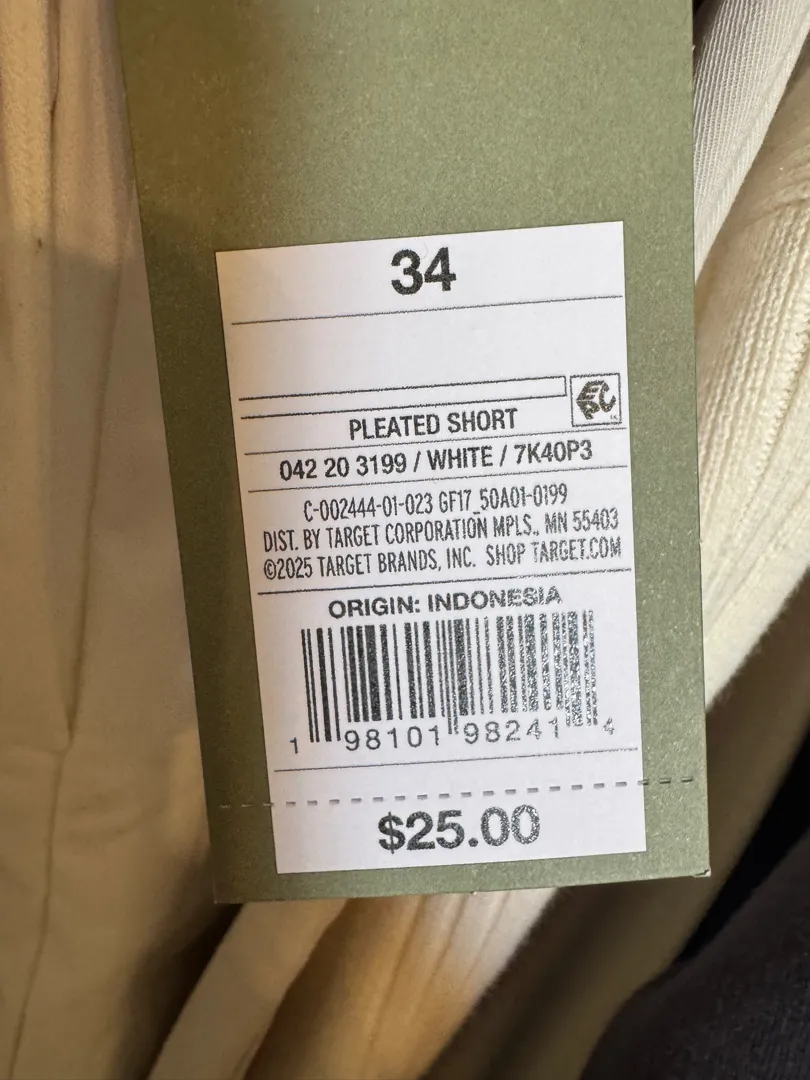 34
PLEATED SHORT
042 20 3199 / WHITE / 7K40P3
C-002444-01-023 GF17_50A01-0199
DIST. BY TARGET CORPORATION MPLS., MN 55403
©2025 TARGET BRANDS, INC. SHOP TARGET.COM
ORIGIN: INDONESIA
1 98101 98241 4
$25.00